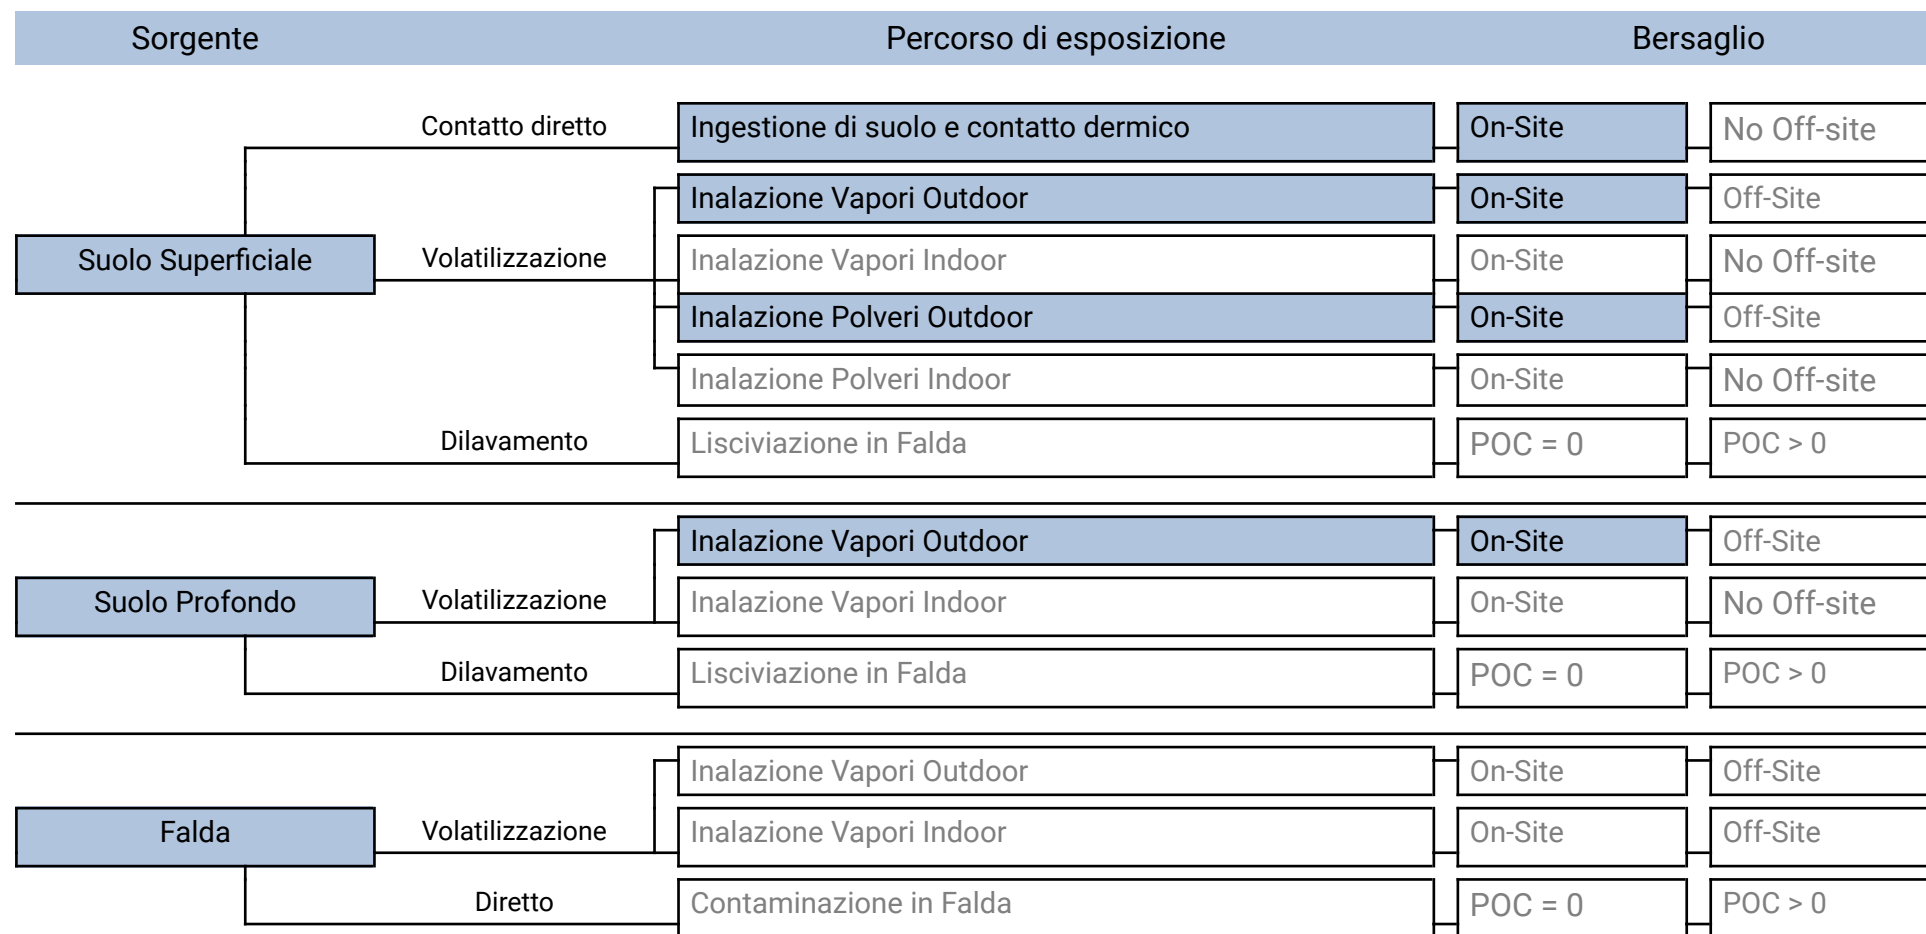 Sorgente Percorso di esposizione Bersaglio
Contatto diretto Ingestione di suolo e contatto dermico On-Site No Off-site
Inalazione Vapori Outdoor On-Site Off-Site
Suolo Superficiale Volatilizzazione Inalazione Vapori Indoor On-Site No Off-site
Inalazione Polveri Outdoor On-Site Off-Site
Inalazione Polveri Indoor On-Site No Off-site
Dilavamento Lisciviazione in Falda POC = 0 POC > 0
Inalazione Vapori Outdoor On-Site Off-Site
Suolo Profondo Volatilizzazione Inalazione Vapori Indoor On-Site No Off-site
Dilavamento Lisciviazione in Falda POC = 0 POC > 0
Inalazione Vapori Outdoor On-Site Off-Site
Falda Volatilizzazione Inalazione Vapori Indoor On-Site Off-Site
Diretto Contaminazione in Falda POC = 0 POC > 0